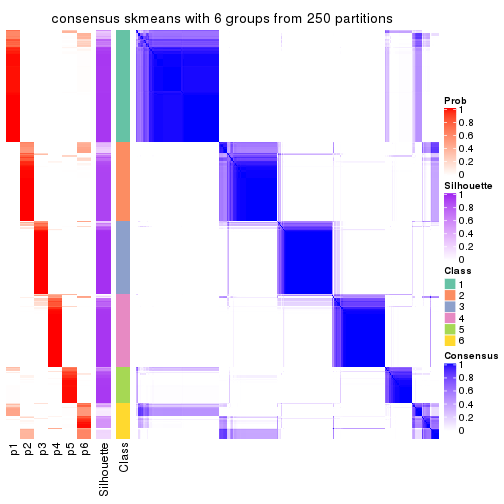 consensus skmeans with 6 groups from 250 partitions
Prob
1
0.8
0.6
0.4
0.2
0
Silhouette
1
0.8
0.6
0.4
0.2
0
Class
1
2
3
4
5
6
Consensus
1
0.8
0.6
0.4
0.2
0
p1
p2
p3
p4
p5
p6
Silhouette
Class